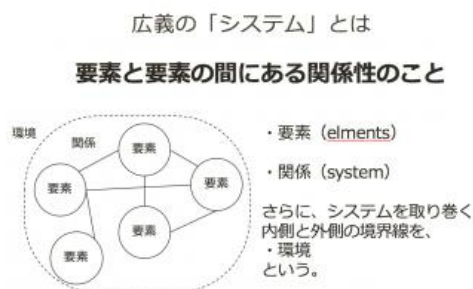 広義の「システム」とは
要素と要素の間にある関係性のこと
環境
関係
要素
要素
要素
要素
要素
・要素（elments）
・関係（system）
さらに、システムを取り巻く
内側と外側の境界線を、
・環境
という。